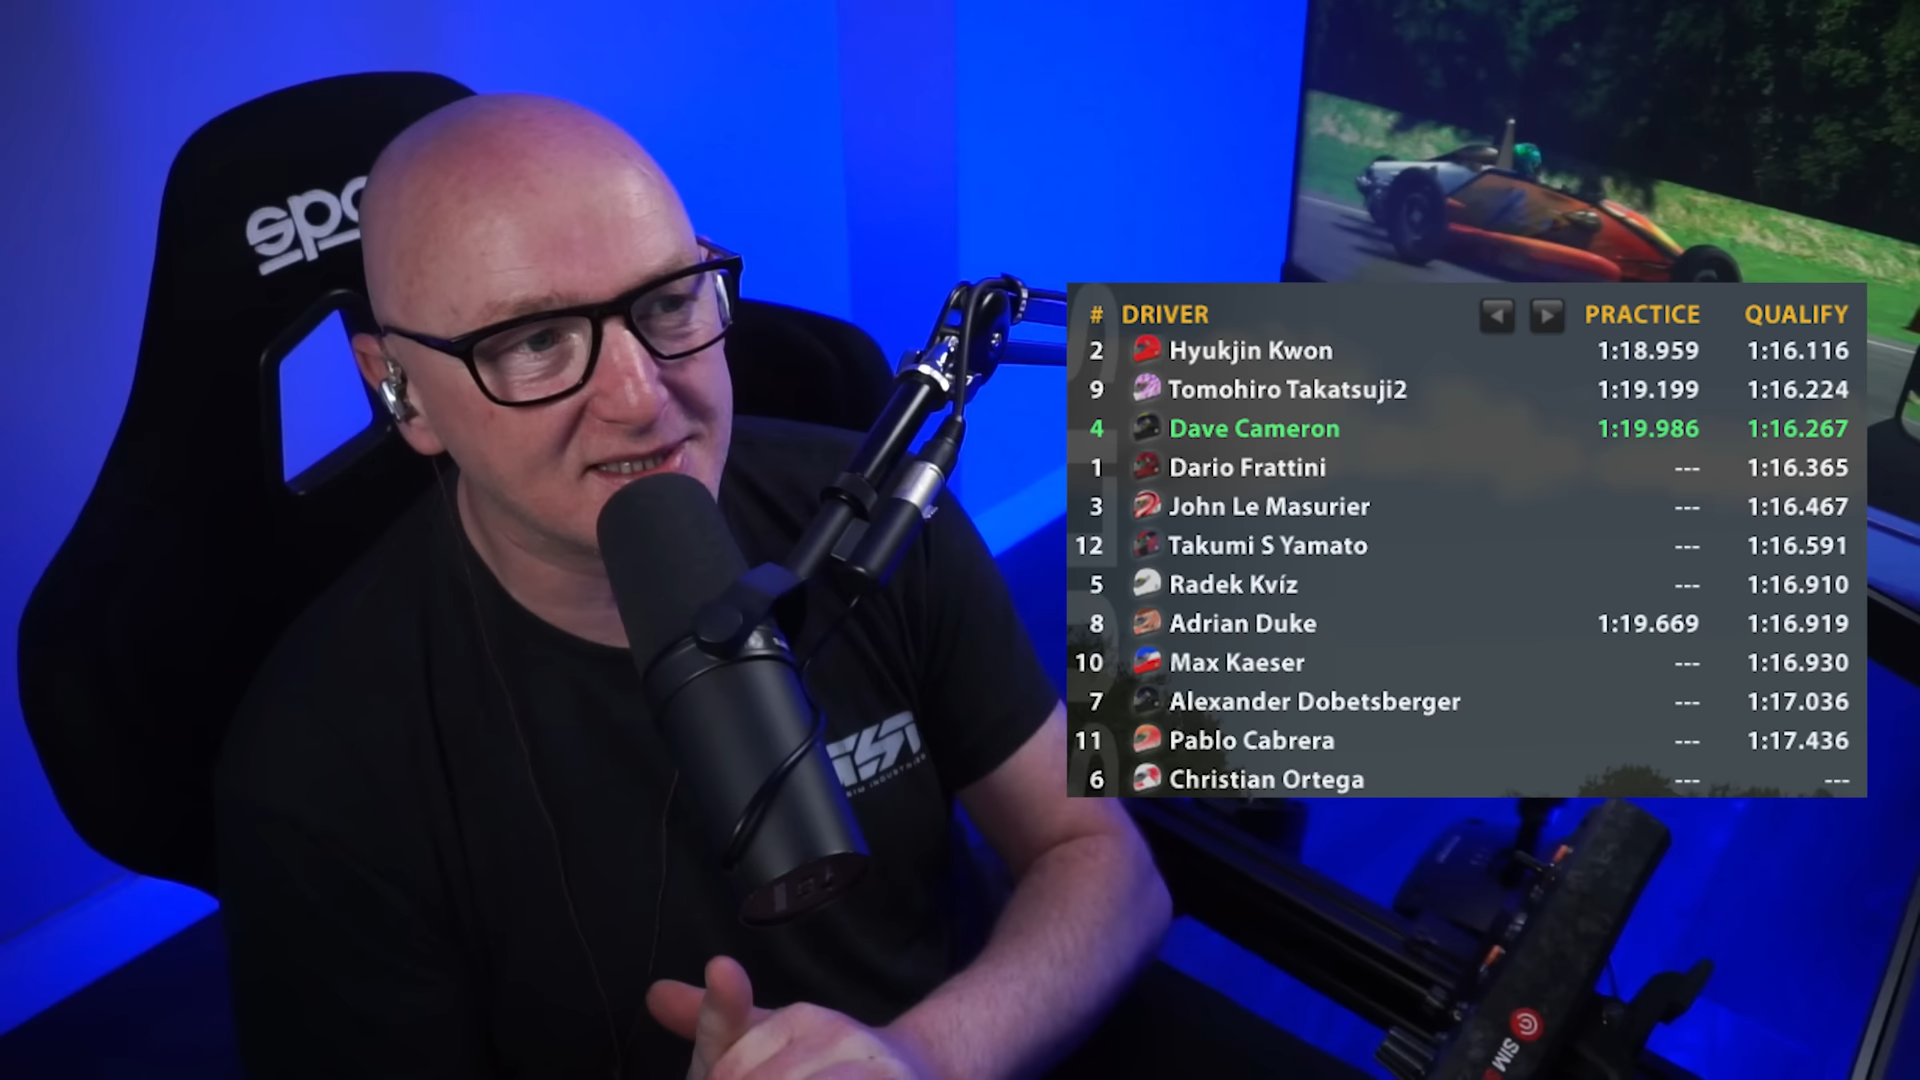 # DRIVER PRACTICE QUALIFY
2 Hyukjin Kwon 1:18.959 1:16.116
9 Tomohiro Takatsuji2 1:19.199 1:16.224
4 Dave Cameron 1:19.986 1:16.267
1 Dario Frattini --- 1:16.365
3 John Le Masurier --- 1:16.467
12 Takumi S Yamato --- 1:16.591
5 Radek Kvíz --- 1:16.910
8 Adrian Duke 1:19.669 1:16.919
10 Max Kaeser --- 1:16.930
7 Alexander Dobetsberger --- 1:17.036
11 Pablo Cabrera --- 1:17.436
6 Christian Ortega --- ---
SIM